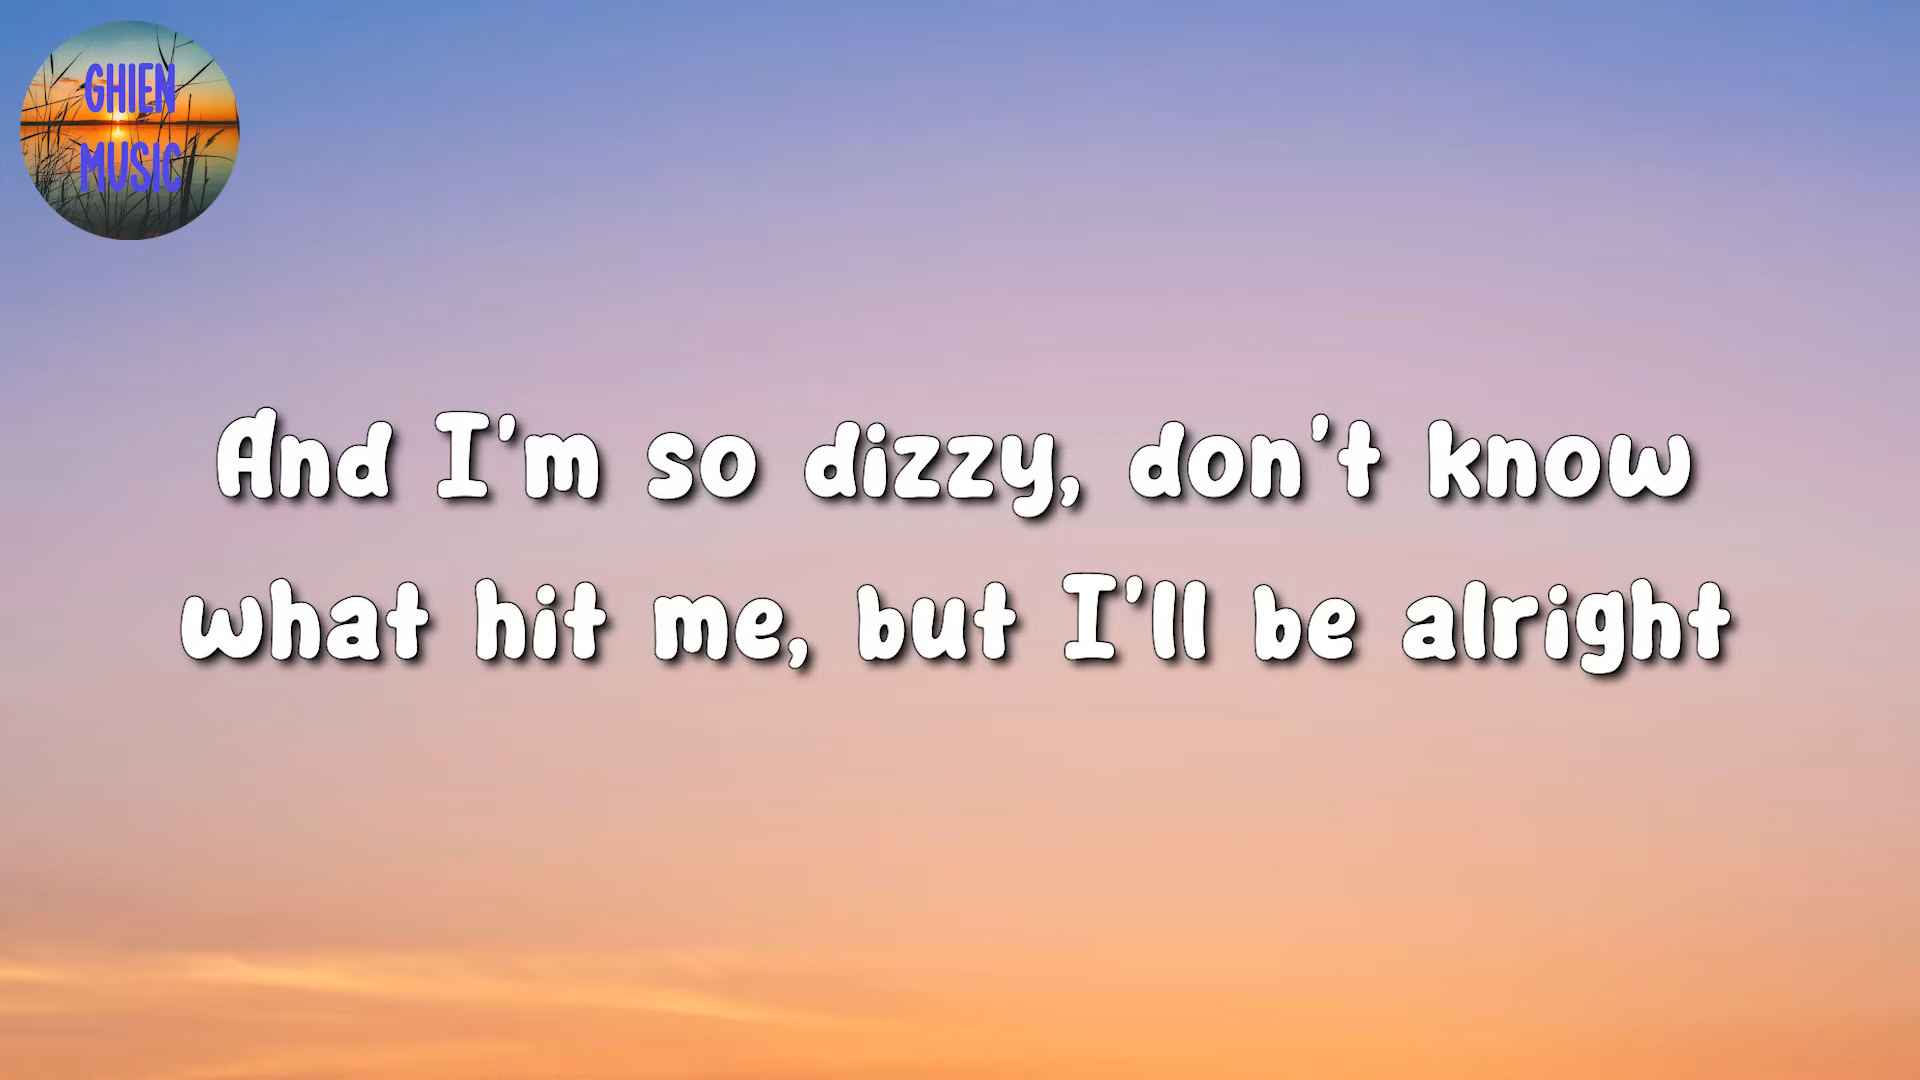 GHIEN
MUSIC
And I'm so dizzy, don't know
what hit me, but I'll be alright